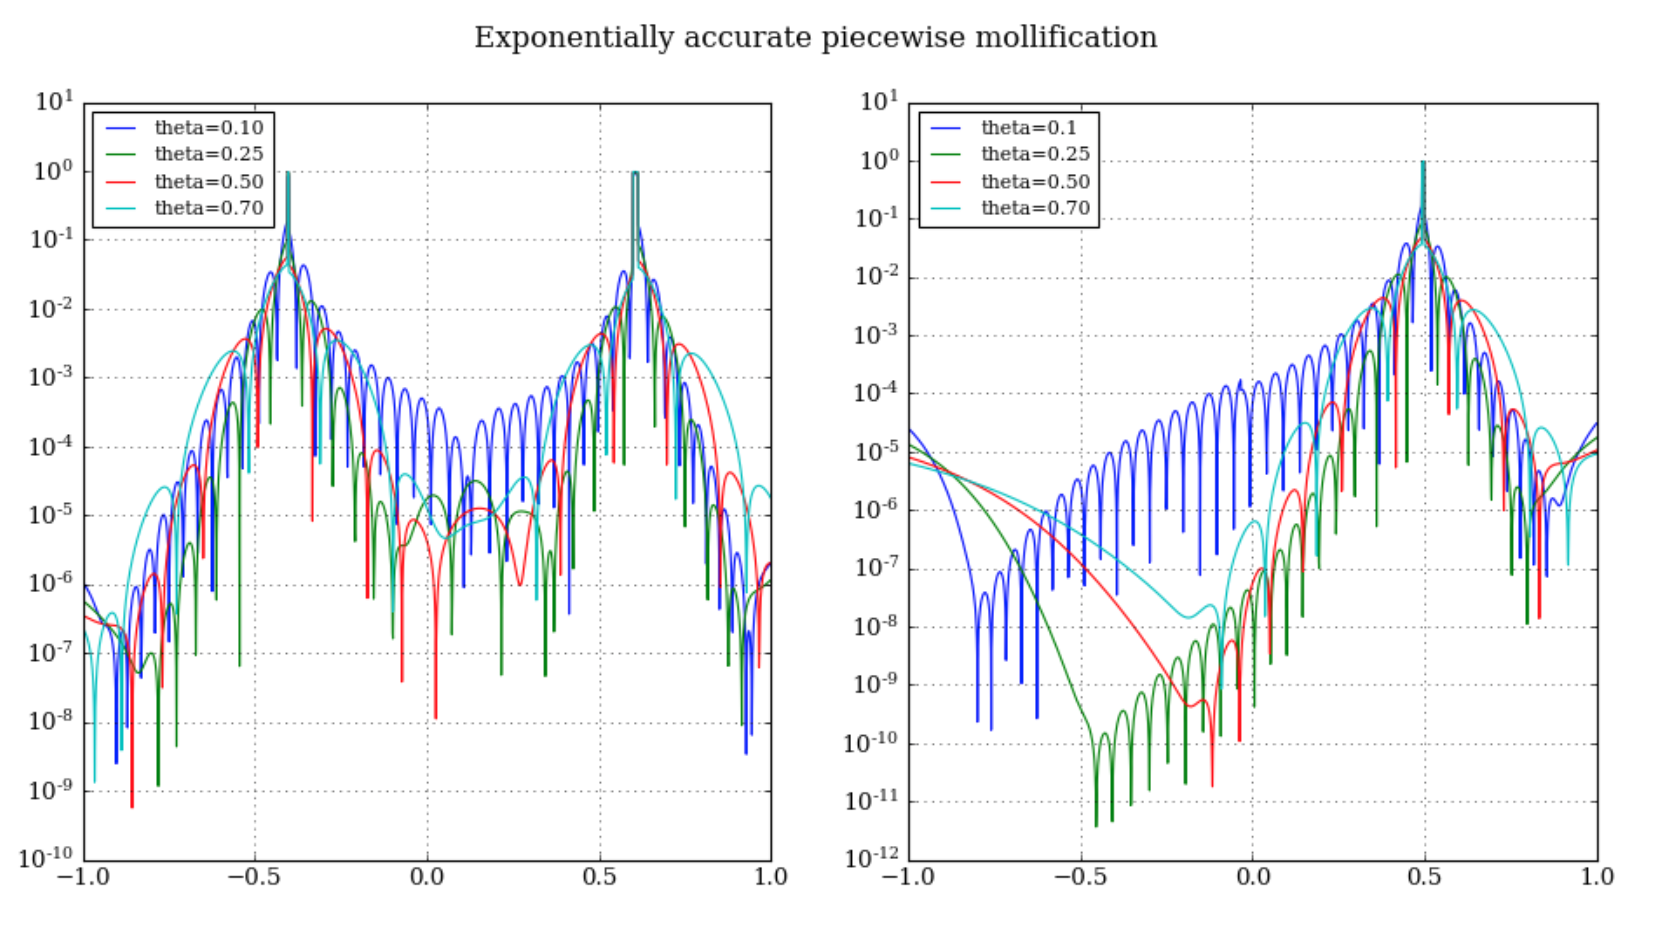 Exponentially accurate piecewise mollification
10^1
10^0
10^-1
10^-2
10^-3
10^-4
10^-5
10^-6
10^-7
10^-8
10^-9
10^-10
theta=0.10
theta=0.25
theta=0.50
theta=0.70
−1.0 −0.5 0.0 0.5 1.0
10^1
10^0
10^-1
10^-2
10^-3
10^-4
10^-5
10^-6
10^-7
10^-8
10^-9
10^-10
10^-11
10^-12
theta=0.1
theta=0.25
theta=0.50
theta=0.70
−1.0 −0.5 0.0 0.5 1.0